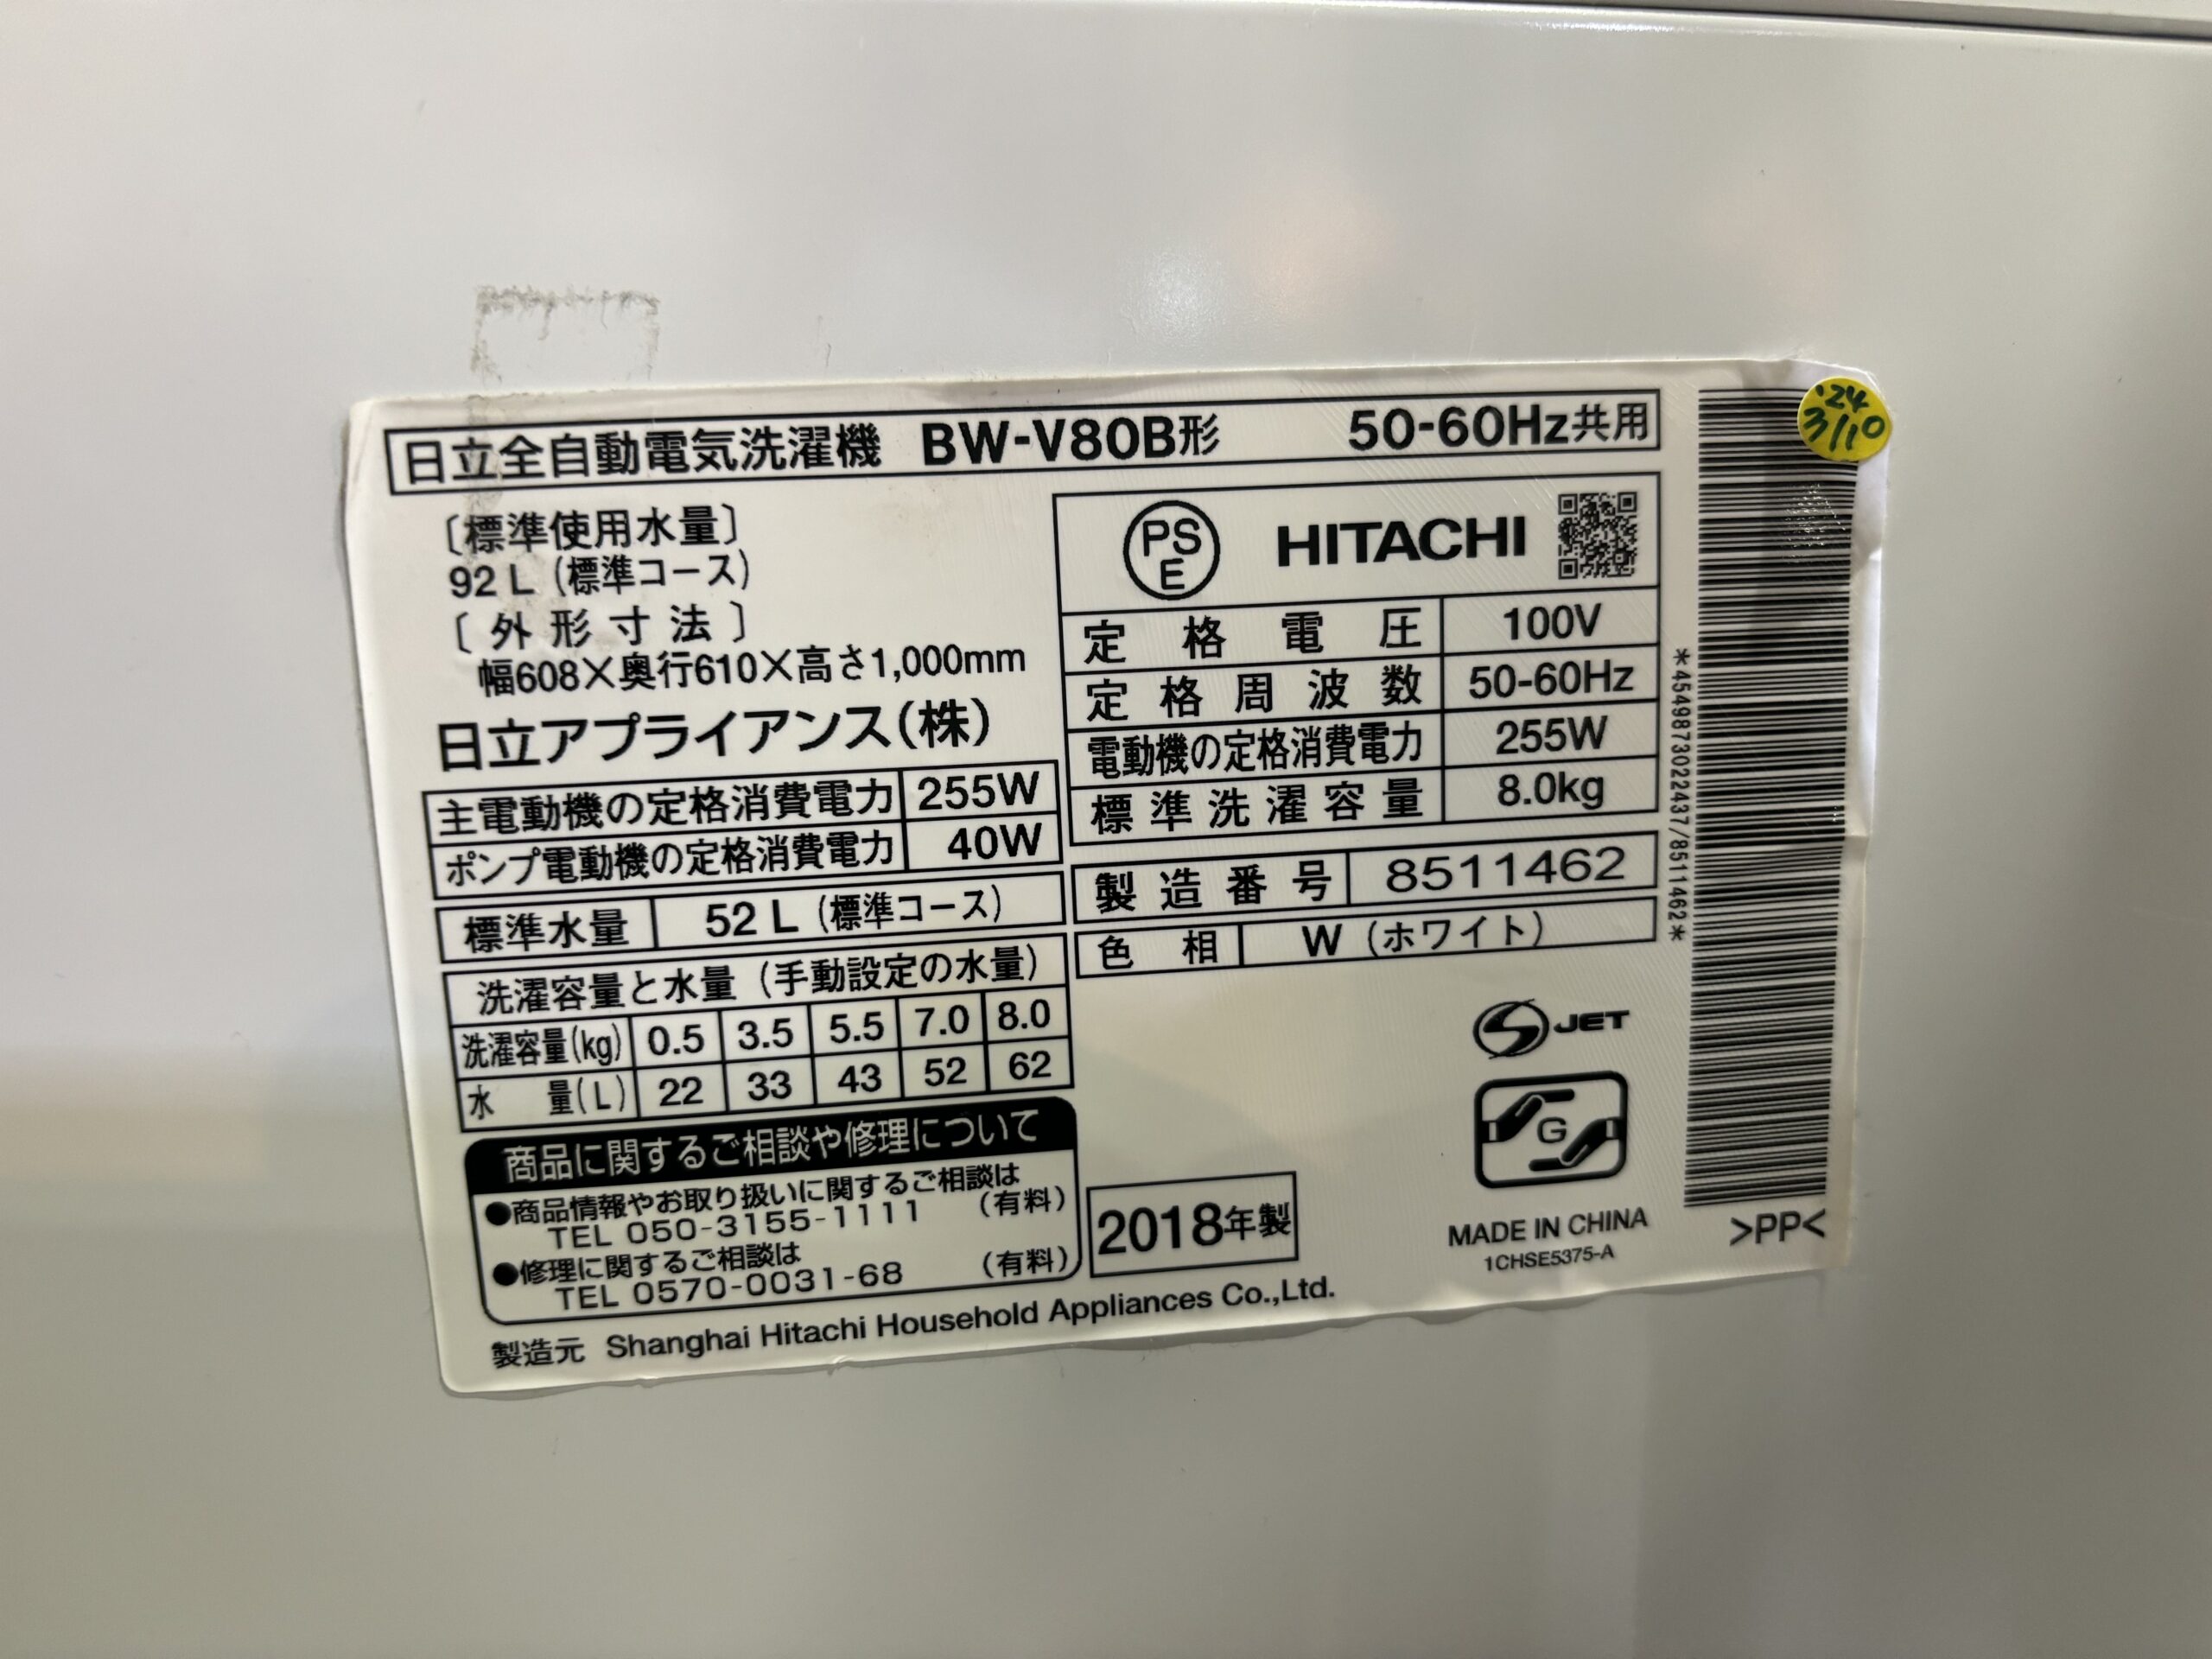 日立全自動電気洗濯機 BW-V80B形 50-60Hz共用
'24
3/10
〔標準使用水量〕
92 L (標準コース)
〔外形寸法〕
幅608×奥行610×高さ1,000mm
日立アプライアンス(株)
主電動機の定格消費電力 255W
ポンプ電動機の定格消費電力 40W
標準水量 52 L (標準コース)
洗濯容量と水量 (手動設定の水量)
洗濯容量(kg) 0.5 3.5 5.5 7.0 8.0
水量(L) 22 33 43 52 62
商品に関するご相談や修理について
●商品情報やお取り扱いに関するご相談は
TEL 050-3155-1111 (有料)
●修理に関するご相談は
TEL 0570-0031-68 (有料)
製造元 Shanghai Hitachi Household Appliances Co.,Ltd.
PSE HITACHI
定格電圧 100V
定格周波数 50-60Hz
電動機の定格消費電力 255W
標準洗濯容量 8.0kg
製造番号 8511462
色相 W (ホワイト)
S JET
G
2018年製
MADE IN CHINA
1CHSE5375-A
*4549873022437/8511462*
>PP<